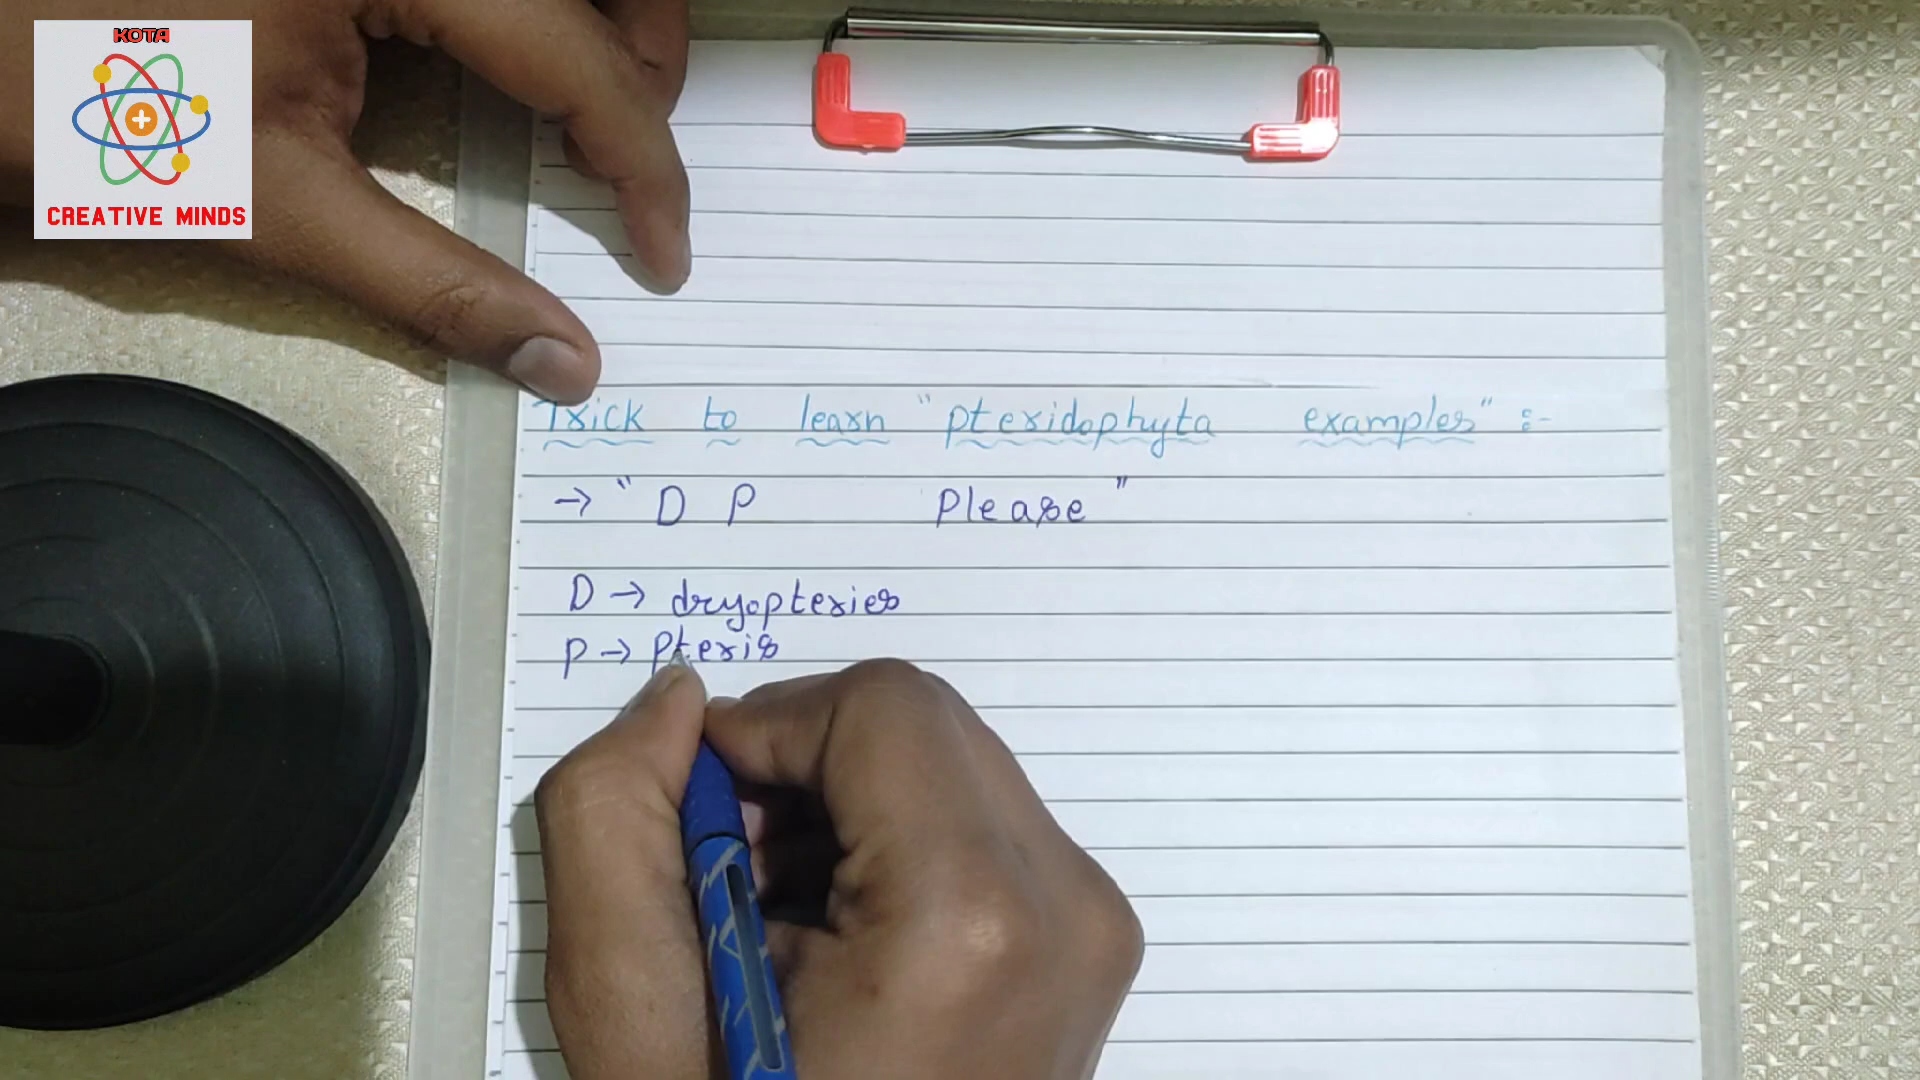 KOTA
CREATIVE MINDS
Trick to learn "pteridophyta examples" :-
→ " D P Please "
D → dryopteries
P → Pteris